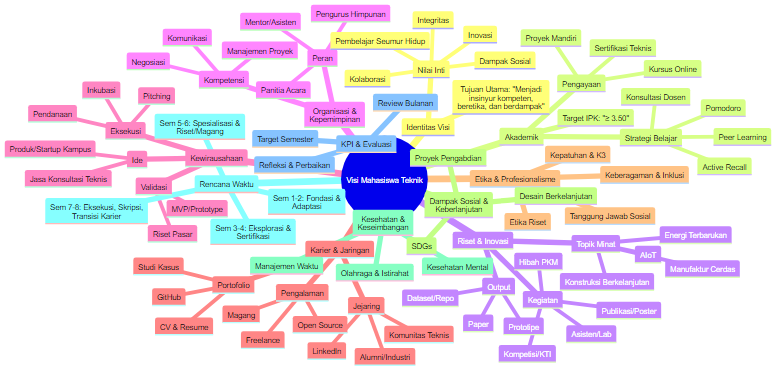 Visi Mahasiswa Teknik
Identitas Visi
Tujuan Utama: "Menjadi
insinyur kompeten,
beretika, dan berdampak"
Nilai Inti
Integritas
Inovasi
Dampak Sosial
Kolaborasi
Pembelajar Seumur Hidup
Akademik
Target IPK: "≥ 3.50"
Pengayaan
Proyek Mandiri
Sertifikasi Teknis
Kursus Online
Strategi Belajar
Konsultasi Dosen
Pomodoro
Peer Learning
Active Recall
Proyek Pengabdian
Dampak Sosial &
Keberlanjutan
SDGs
Desain Berkelanjutan
Etika & Profesionalisme
Kepatuhan & K3
Keberagaman & Inklusi
Tanggung Jawab Sosial
Etika Riset
Riset & Inovasi
Topik Minat
Energi Terbarukan
AIoT
Manufaktur Cerdas
Konstruksi Berkelanjutan
Kegiatan
Hibah PKM
Publikasi/Poster
Asisten/Lab
Kompetisi/KTI
Output
Dataset/Repo
Paper
Prototipe
Karier & Jaringan
Portofolio
Studi Kasus
GitHub
CV & Resume
Pengalaman
Magang
Freelance
Open Source
Jejaring
LinkedIn
Alumni/Industri
Komunitas Teknis
Kesehatan &
Keseimbangan
Manajemen Waktu
Olahraga & Istirahat
Kesehatan Mental
Rencana Waktu
Sem 1-2: Fondasi &
Adaptasi
Sem 3-4: Eksplorasi &
Sertifikasi
Sem 5-6: Spesialisasi &
Riset/Magang
Sem 7-8: Eksekusi, Skripsi,
Transisi Karier
KPI & Evaluasi
Review Bulanan
Target Semester
Refleksi & Perbaikan
Kewirausahaan
Ide
Produk/Startup Kampus
Jasa Konsultasi Teknis
Validasi
MVP/Prototype
Riset Pasar
Eksekusi
Inkubasi
Pitching
Pendanaan
Organisasi &
Kepemimpinan
Peran
Mentor/Asisten
Pengurus Himpunan
Panitia Acara
Kompetensi
Komunikasi
Manajemen Proyek
Negosiasi